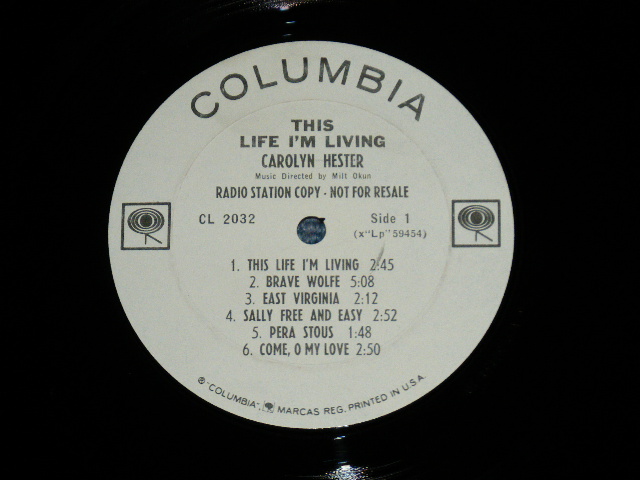 COLUMBIA
THIS
LIFE I'M LIVING
CAROLYN HESTER
Music Directed by Milt Okun
RADIO STATION COPY - NOT FOR RESALE
CL 2032
Side 1
(x"Lp"59454)
1. THIS LIFE I'M LIVING 2:45
2. BRAVE WOLFE 5:08
3. EAST VIRGINIA 2:12
4. SALLY FREE AND EASY 2:52
5. PERA STOUS 1:48
6. COME, O MY LOVE 2:50
® "COLUMBIA", MARCAS REG. PRINTED IN U.S.A.